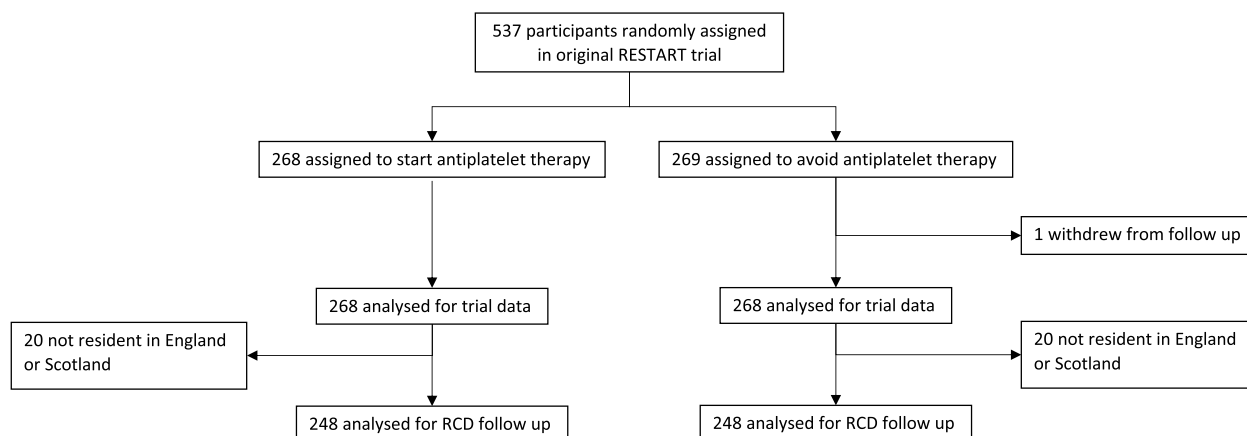 537 participants randomly assigned
in original RESTART trial
268 assigned to start antiplatelet therapy
269 assigned to avoid antiplatelet therapy
1 withdrew from follow up
268 analysed for trial data
268 analysed for trial data
20 not resident in England
or Scotland
20 not resident in England
or Scotland
248 analysed for RCD follow up
248 analysed for RCD follow up